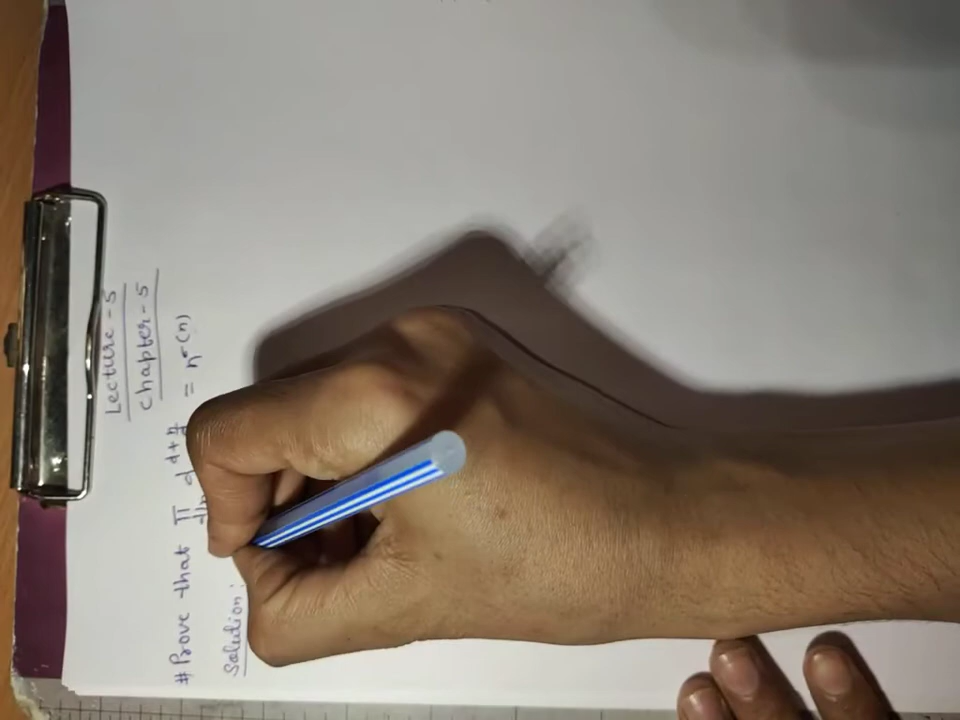 Lecture-5
Chapter-5
# Prove that ∏ d^{d+n/d} = n^{σ(n)}
d/n
Solution: